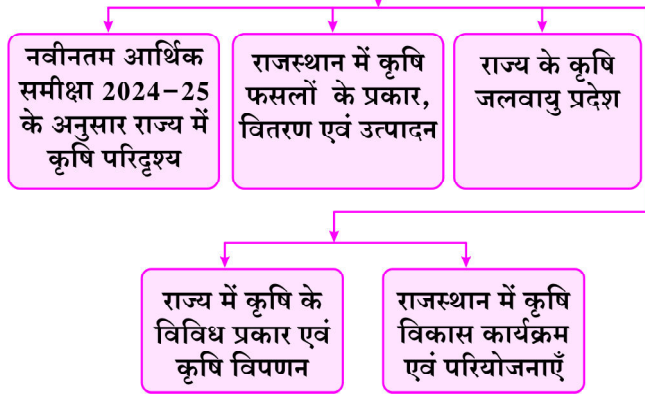 नवीनतम आर्थिक
समीक्षा 2024-25
के अनुसार राज्य में
कृषि परिदृश्य
राजस्थान में कृषि
फसलों के प्रकार,
वितरण एवं उत्पादन
राज्य के कृषि
जलवायु प्रदेश
राज्य में कृषि के
विविध प्रकार एवं
कृषि विपणन
राजस्थान में कृषि
विकास कार्यक्रम
एवं परियोजनाएँ